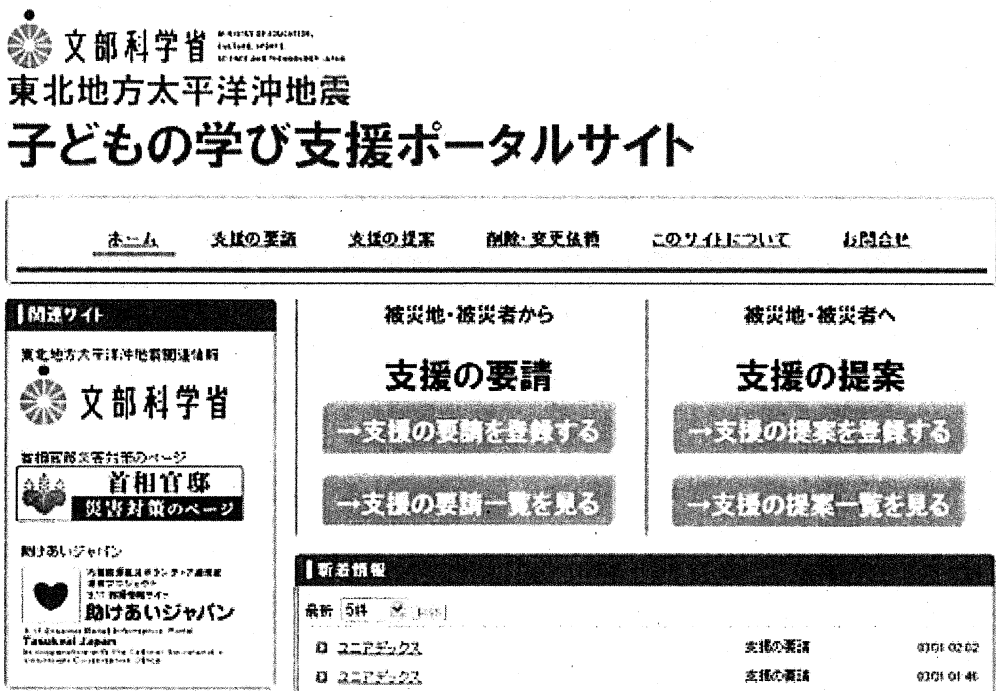 文部科学省
東北地方太平洋沖地震
子どもの学び支援ポータルサイト
ホーム 支援の要請 支援の提案 削除・変更依頼 このサイトについて お問合せ
関連サイト
東北地方太平洋沖地震関連情報
文部科学省
首相官邸災害対策のページ
首相官邸
災害対策のページ
助けあいジャパン
助けあいジャパン
Tasukeai Japan
被災地・被災者から
支援の要請
→支援の要請を登録する
→支援の要請一覧を見る
被災地・被災者へ
支援の提案
→支援の提案を登録する
→支援の提案一覧を見る
新着情報
最新 5件
ユニアデックス 支援の要請 03/01 02:02
ユニアデックス 支援の要請 03/01 01:46